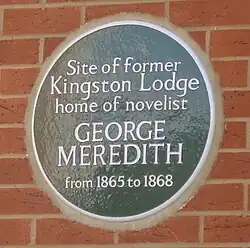 Site of former
Kingston Lodge
home of novelist
GEORGE
MEREDITH
from 1865 to 1868